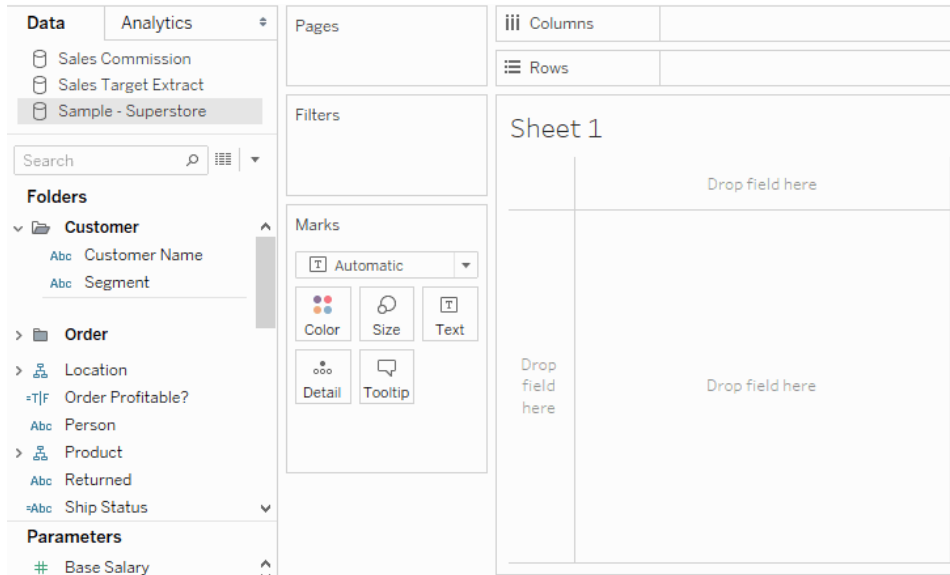 Data
Analytics
Sales Commission
Sales Target Extract
Sample - Superstore
Search
Folders
Customer
Abc Customer Name
Abc Segment
Order
Location
=T|F Order Profitable?
Abc Person
Product
Abc Returned
=Abc Ship Status
Parameters
# Base Salary
Pages
Filters
Marks
T Automatic
Color
Size
T Text
Detail
Tooltip
iii Columns
Rows
Sheet 1
Drop field here
Drop
field
here
Drop field here